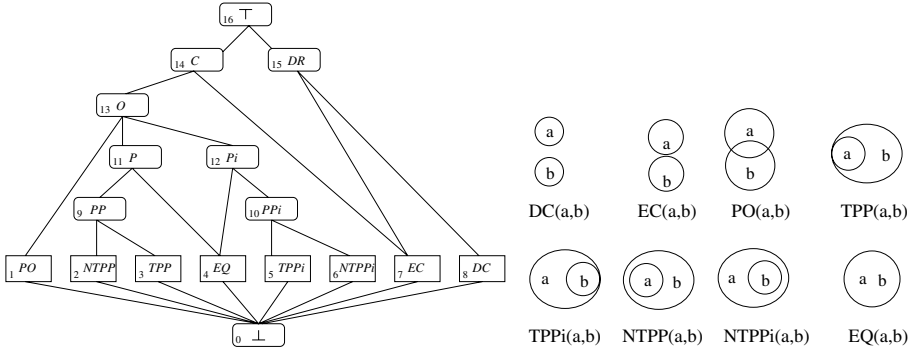 16 ⊤
14 C
15 DR
13 O
11 P
12 Pi
9 PP
10 PPi
1 PO
2 NTPP
3 TPP
4 EQ
5 TPPi
6 NTPPi
7 EC
8 DC
0 ⊥
a
b
DC(a,b)
a
b
EC(a,b)
a
b
PO(a,b)
a b
TPP(a,b)
a b
TPPi(a,b)
a b
NTPP(a,b)
a b
NTPPi(a,b)
a b
EQ(a,b)